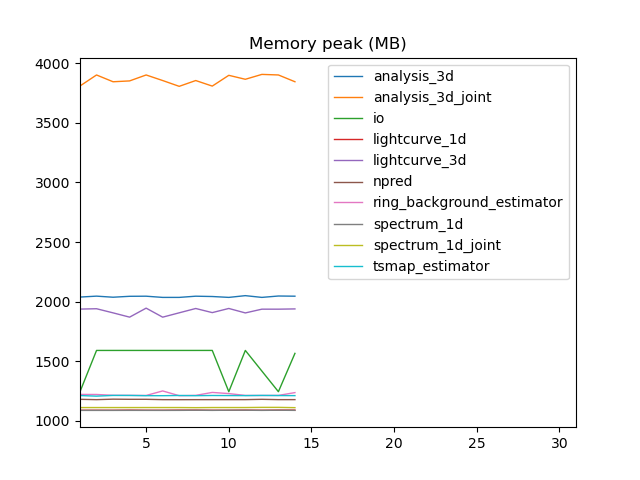 Memory peak (MB)
4000
3500
3000
2500
2000
1500
1000
5
10
15
20
25
30
analysis_3d
analysis_3d_joint
io
lightcurve_1d
lightcurve_3d
npred
ring_background_estimator
spectrum_1d
spectrum_1d_joint
tsmap_estimator